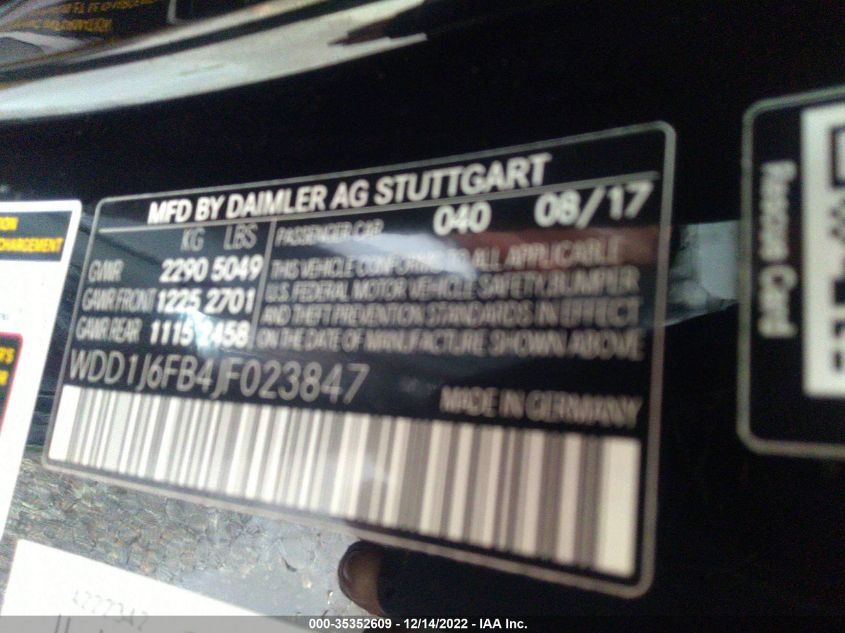 MFD BY DAIMLER AG STUTTGART
KG LBS PASSENGER CAR 040 08/17
GVWR 2290 5049 THIS VEHICLE CONFORMS TO ALL APPLICABLE
GAWR FRONT 1225 2701 U.S. FEDERAL MOTOR VEHICLE SAFETY, BUMPER
GAWR REAR 1115 2458 AND THEFT PREVENTION STANDARDS IN EFFECT
ON THE DATE OF MANUFACTURE SHOWN ABOVE
WDD1J6FB4JF023847 MADE IN GERMANY
Rescue Card
000-35352609 - 12/14/2022 - IAA Inc.